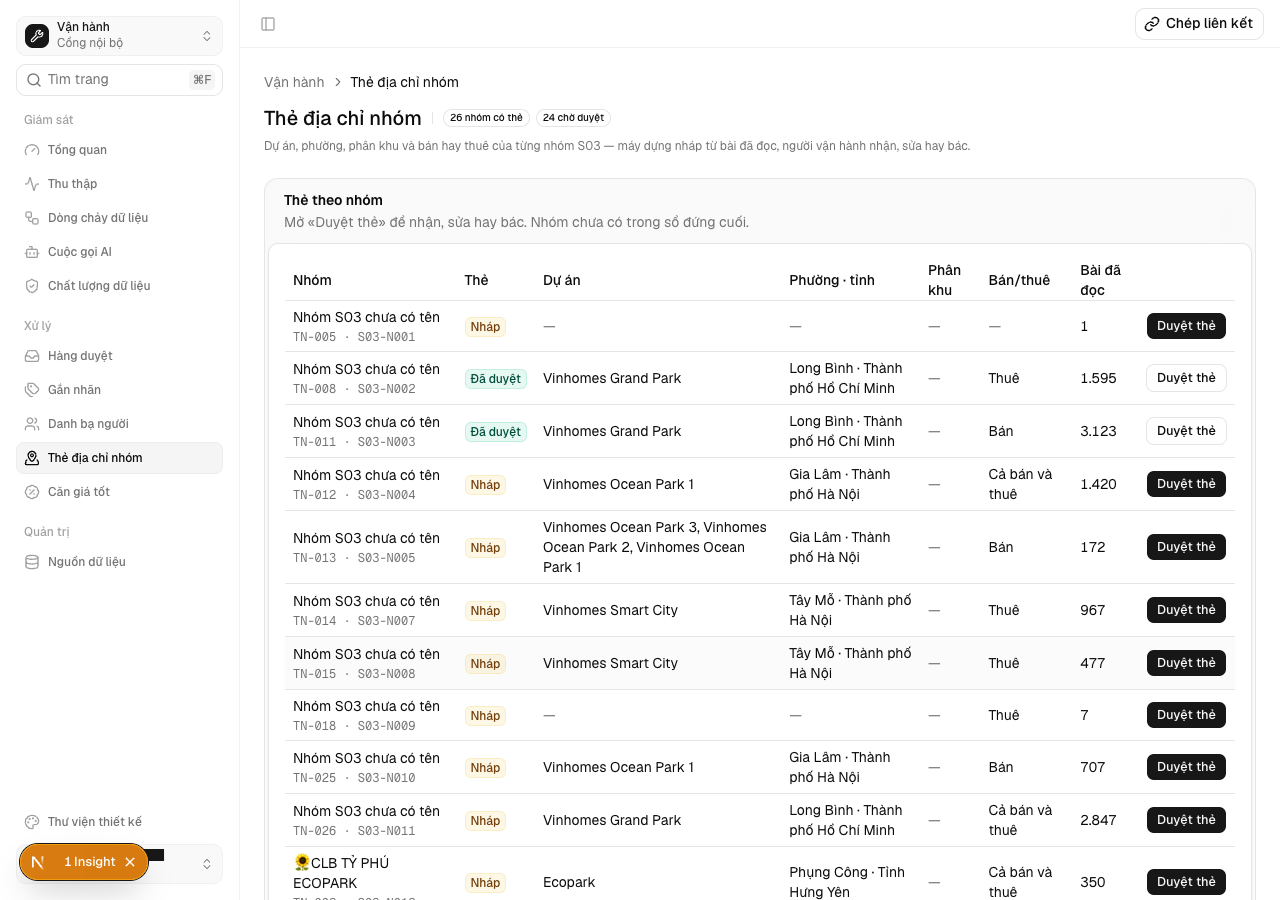 Vận hành
Cổng nội bộ
Tìm trang
⌘F
Giám sát
Tổng quan
Thu thập
Dòng chảy dữ liệu
Cuộc gọi AI
Chất lượng dữ liệu
Xử lý
Hàng duyệt
Gắn nhãn
Danh bạ người
Thẻ địa chỉ nhóm
Căn giá tốt
Quản trị
Nguồn dữ liệu
Thư viện thiết kế
N 1 Insight
Chép liên kết
Vận hành > Thẻ địa chỉ nhóm
Thẻ địa chỉ nhóm
26 nhóm có thẻ
24 chờ duyệt
Dự án, phường, phân khu và bán hay thuê của từng nhóm S03 — máy dựng nháp từ bài đã đọc, người vận hành nhận, sửa hay bác.
Thẻ theo nhóm
Mở «Duyệt thẻ» để nhận, sửa hay bác. Nhóm chưa có trong sổ đứng cuối.
Nhóm Thẻ Dự án Phường · tỉnh Phân khu Bán/thuê Bài đã đọc
Nhóm S03 chưa có tên
TN-005 · S03-N001
Nháp — — — — 1 Duyệt thẻ
Nhóm S03 chưa có tên
TN-008 · S03-N002
Đã duyệt Vinhomes Grand Park
Long Bình · Thành
phố Hồ Chí Minh
— Thuê 1.595 Duyệt thẻ
Nhóm S03 chưa có tên
TN-011 · S03-N003
Đã duyệt Vinhomes Grand Park
Long Bình · Thành
phố Hồ Chí Minh
— Bán 3.123 Duyệt thẻ
Nhóm S03 chưa có tên
TN-012 · S03-N004
Nháp Vinhomes Ocean Park 1
Gia Lâm · Thành
phố Hà Nội
—
Cả bán và
thuê
1.420 Duyệt thẻ
Nhóm S03 chưa có tên
TN-013 · S03-N005
Nháp
Vinhomes Ocean Park 3, Vinhomes
Ocean Park 2, Vinhomes Ocean
Park 1
Gia Lâm · Thành
phố Hà Nội
— Bán 172 Duyệt thẻ
Nhóm S03 chưa có tên
TN-014 · S03-N007
Nháp Vinhomes Smart City
Tây Mỗ · Thành phố
Hà Nội
— Thuê 967 Duyệt thẻ
Nhóm S03 chưa có tên
TN-015 · S03-N008
Nháp Vinhomes Smart City
Tây Mỗ · Thành phố
Hà Nội
— Thuê 477 Duyệt thẻ
Nhóm S03 chưa có tên
TN-018 · S03-N009
Nháp — — — Thuê 7 Duyệt thẻ
Nhóm S03 chưa có tên
TN-025 · S03-N010
Nháp Vinhomes Ocean Park 1
Gia Lâm · Thành
phố Hà Nội
— Bán 707 Duyệt thẻ
Nhóm S03 chưa có tên
TN-026 · S03-N011
Nháp Vinhomes Grand Park
Long Bình · Thành
phố Hồ Chí Minh
—
Cả bán và
thuê
2.847 Duyệt thẻ
🌻CLB TỶ PHÚ
ECOPARK
Nháp Ecopark
Phụng Công · Tỉnh
Hưng Yên
—
Cả bán và
thuê
350 Duyệt thẻ